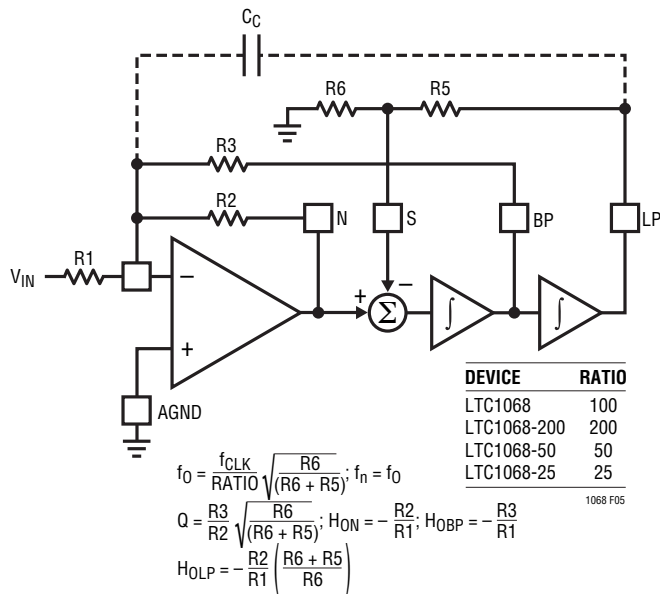 C_C
R6 R5
R3
R2 N S BP LP
V_IN R1
−
+
+ − Σ ∫ ∫
AGND
DEVICE RATIO
LTC1068 100
LTC1068-200 200
LTC1068-50 50
LTC1068-25 25
1068 F05
f_O = f_CLK/RATIO √(R6/(R6 + R5)); f_n = f_O
Q = R3/R2 √(R6/(R6 + R5)); H_ON = − R2/R1; H_OBP = − R3/R1
H_OLP = − R2/R1 ((R6 + R5)/R6)